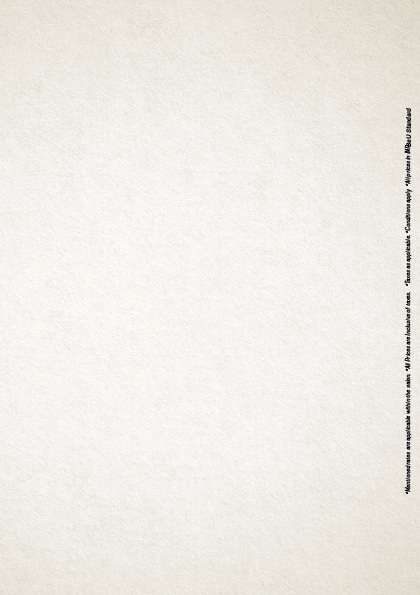 *Mentioned rates are applicable within the salon. *All Prices are Inclusive of taxes. *Taxes as applicable. *Conditions apply *All prices in